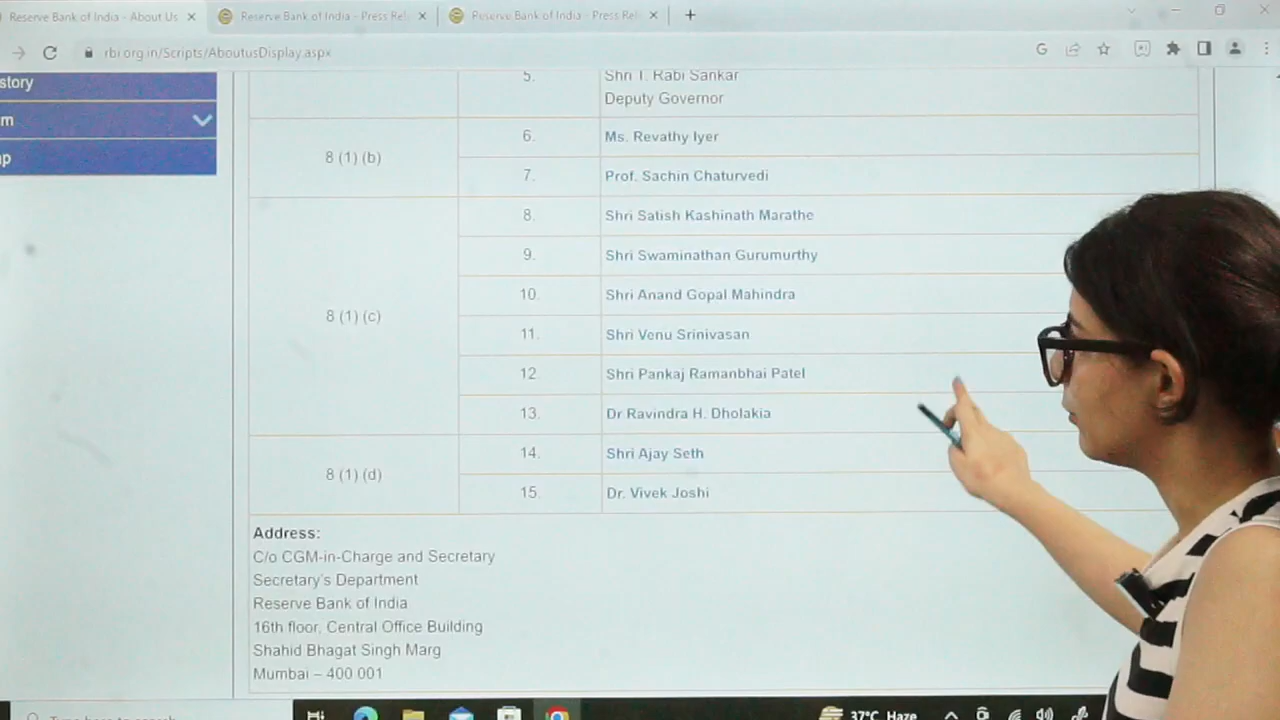 Reserve Bank of India - About Us
Reserve Bank of India - Press Rel
Reserve Bank of India - Press Rel
rbi.org.in/Scripts/AboutusDisplay.aspx
G
story
m
ap
5.
Shri T. Rabi Sankar
Deputy Governor
8 (1) (b)
6.
Ms. Revathy Iyer
7.
Prof. Sachin Chaturvedi
8 (1) (c)
8.
Shri Satish Kashinath Marathe
9.
Shri Swaminathan Gurumurthy
10.
Shri Anand Gopal Mahindra
11.
Shri Venu Srinivasan
12.
Shri Pankaj Ramanbhai Patel
13.
Dr Ravindra H. Dholakia
8 (1) (d)
14.
Shri Ajay Seth
15.
Dr. Vivek Joshi
Address:
C/o CGM-in-Charge and Secretary
Secretary's Department
Reserve Bank of India
16th floor, Central Office Building
Shahid Bhagat Singh Marg
Mumbai – 400 001
Type here to search
37°C Haze